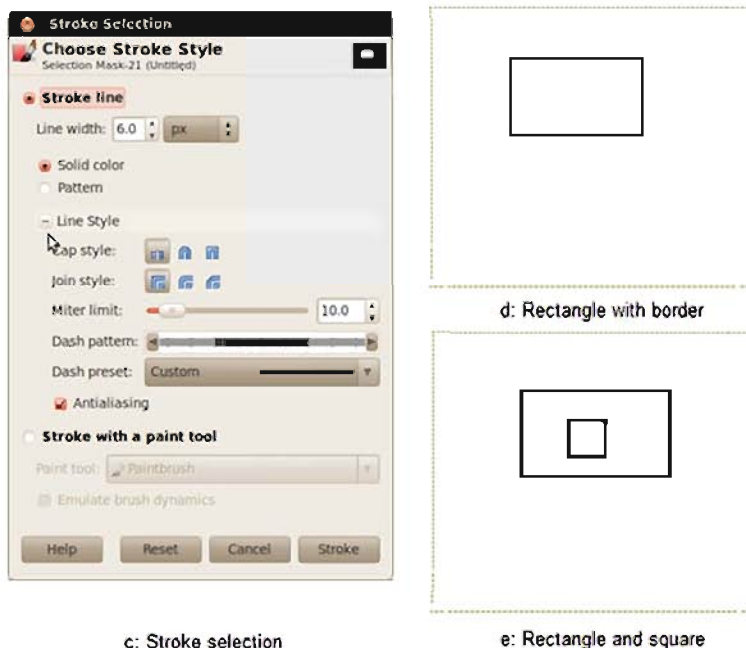 Stroke Selection
Choose Stroke Style
Selection Mask-21 (Untitled)
Stroke line
Line width: 6.0 px
Solid color
Pattern
Line Style
Cap style:
Join style:
Miter limit: 10.0
Dash pattern:
Dash preset: Custom
Antialiasing
Stroke with a paint tool
Paint tool: Paintbrush
Emulate brush dynamics
Help Reset Cancel Stroke
c: Stroke selection
d: Rectangle with border
e: Rectangle and square